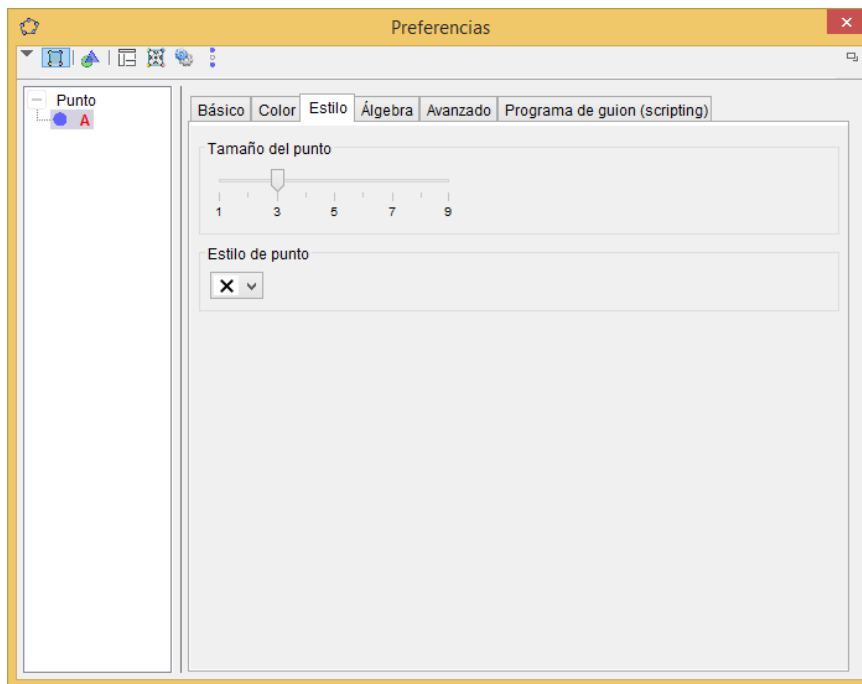 Preferencias
Punto
A
Básico Color Estilo Álgebra Avanzado Programa de guion (scripting)
Tamaño del punto
1 3 5 7 9
Estilo de punto